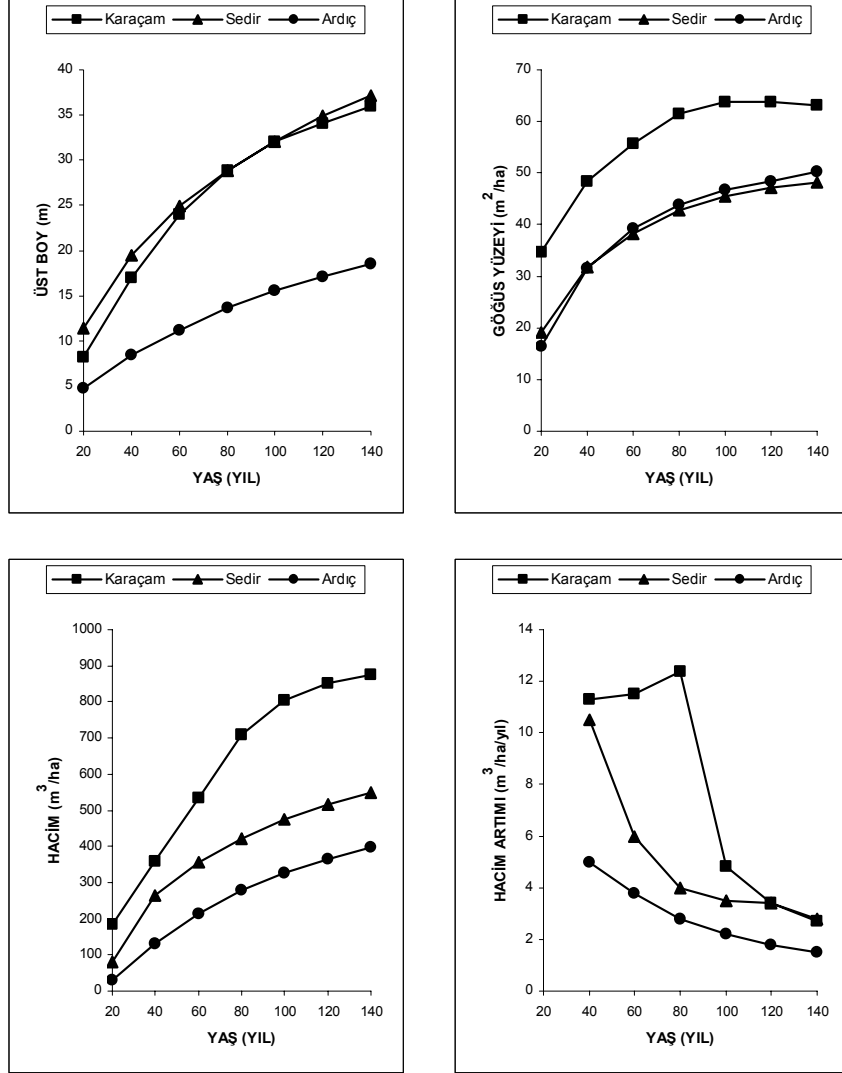 Karaçam Sedir Ardıç
40
35
30
25
20
15
10
5
0
20 40 60 80 100 120 140
YAŞ (YIL)
ÜST BOY (m)
Karaçam Sedir Ardıç
70
60
50
40
30
20
10
0
20 40 60 80 100 120 140
YAŞ (YIL)
GÖĞÜS YÜZEYİ (m²/ha)
Karaçam Sedir Ardıç
1000
900
800
700
600
500
400
300
200
100
0
20 40 60 80 100 120 140
YAŞ (YIL)
HACİM (m³/ha)
Karaçam Sedir Ardıç
14
12
10
8
6
4
2
0
20 40 60 80 100 120 140
YAŞ (YIL)
HACİM ARTIMI (m³/ha/yıl)